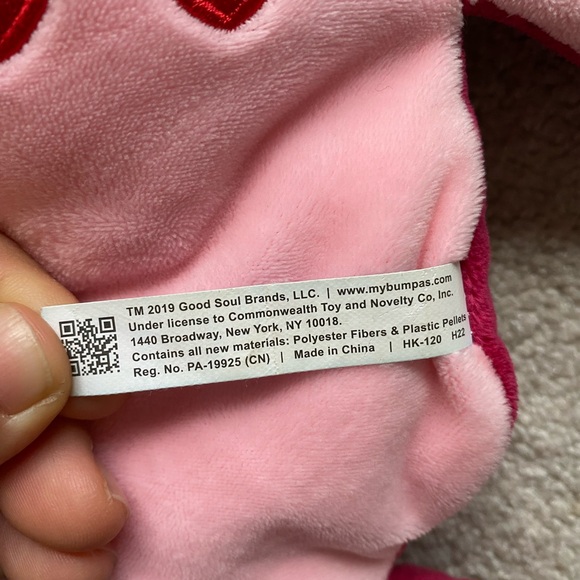 TM 2019 Good Soul Brands, LLC. | www.mybumpas.com
Under license to Commonwealth Toy and Novelty Co, Inc.
1440 Broadway, New York, NY 10018.
Contains all new materials: Polyester Fibers & Plastic Pellets
Reg. No. PA-19925 (CN) | Made in China | HK-120 H22